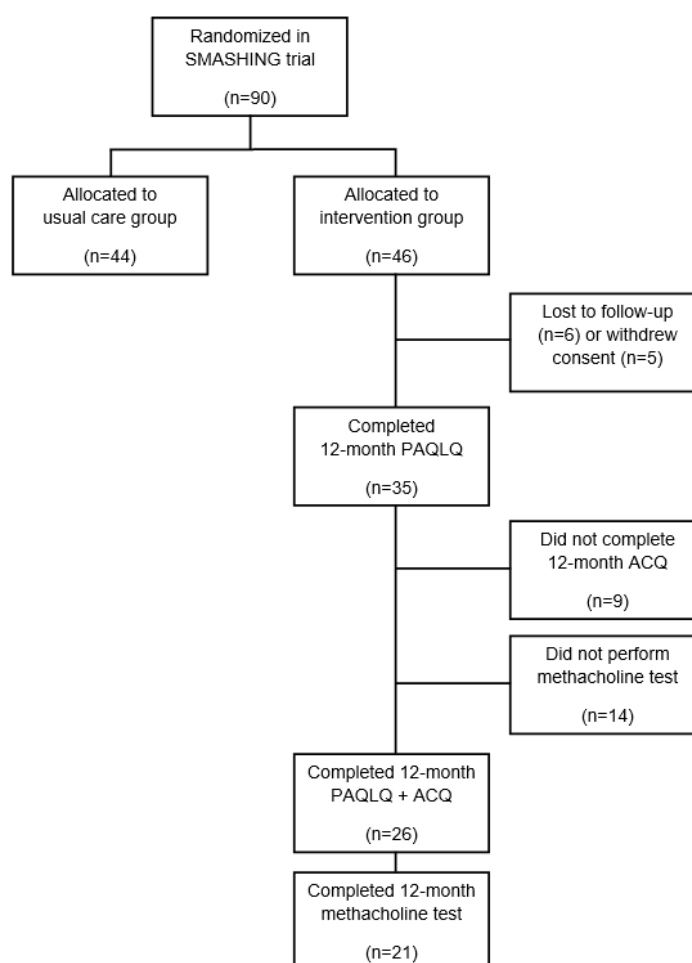 Randomized in
SMASHING trial
(n=90)
Allocated to
usual care group
(n=44)
Allocated to
intervention group
(n=46)
Lost to follow-up
(n=6) or withdrew
consent (n=5)
Completed
12-month PAQLQ
(n=35)
Did not complete
12-month ACQ
(n=9)
Did not perform
methacholine test
(n=14)
Completed 12-month
PAQLQ + ACQ
(n=26)
Completed 12-month
methacholine test
(n=21)